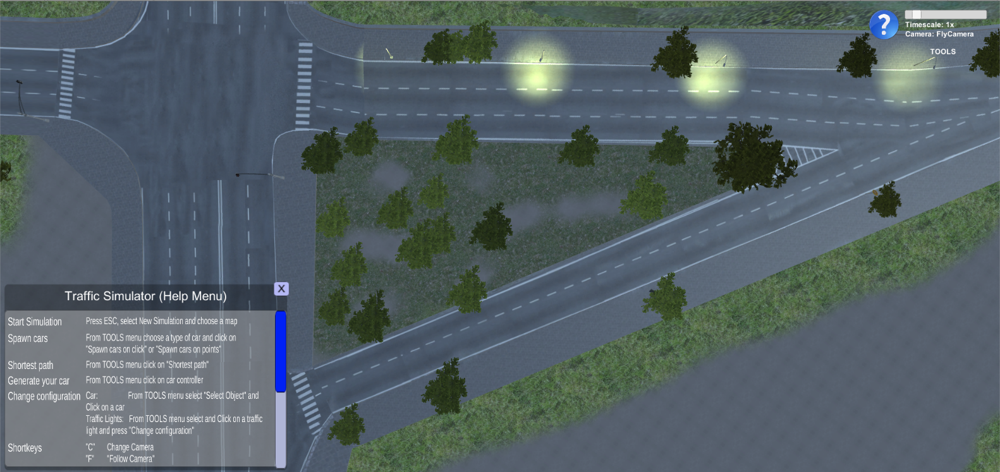 ?
Timescale: 1x
Camera: FlyCamera
TOOLS
Traffic Simulator (Help Menu)
X
Start Simulation Press ESC, select New Simulation and choose a map
Spawn cars From TOOLS menu choose a type of car and click on
"Spawn cars on click" or "Spawn cars on points"
Shortest path From TOOLS menu click on "Shortest path"
Generate your car From TOOLS menu click on car controller
Change configuration Car: From TOOLS menu select "Select Object" and
Click on a car
Traffic Lights: From TOOLS menu select and Click on a traffic
light and press "Change configuration"
Shortkeys "C" Change Camera
"F" "Follow Camera"